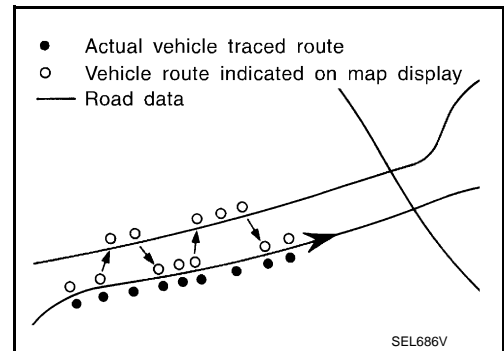 Actual vehicle traced route
Vehicle route indicated on map display
Road data
SEL686V